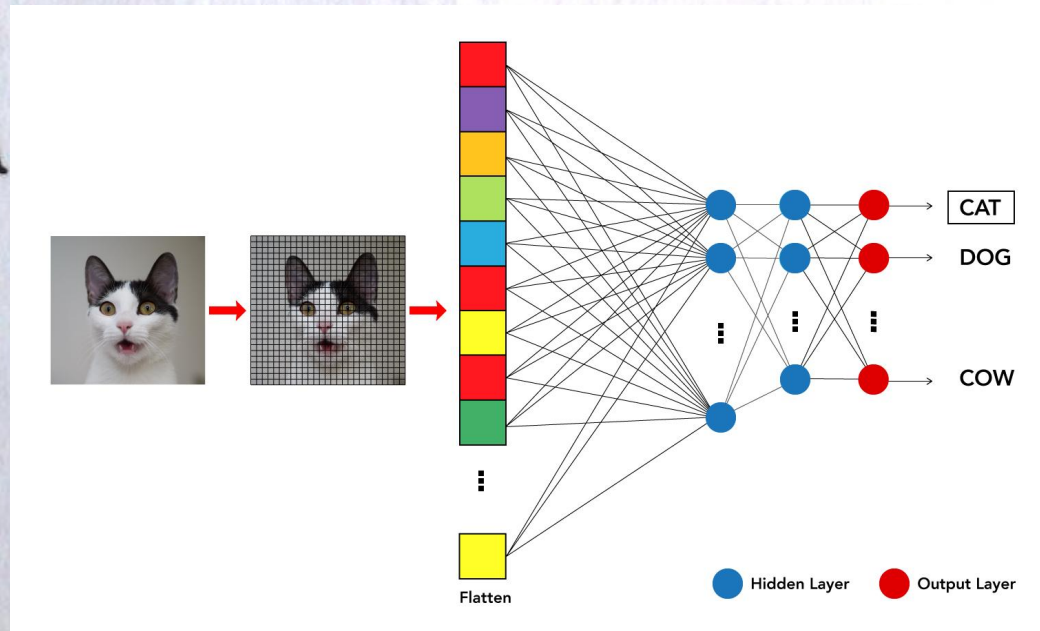 CAT
DOG
COW
Flatten
Hidden Layer
Output Layer